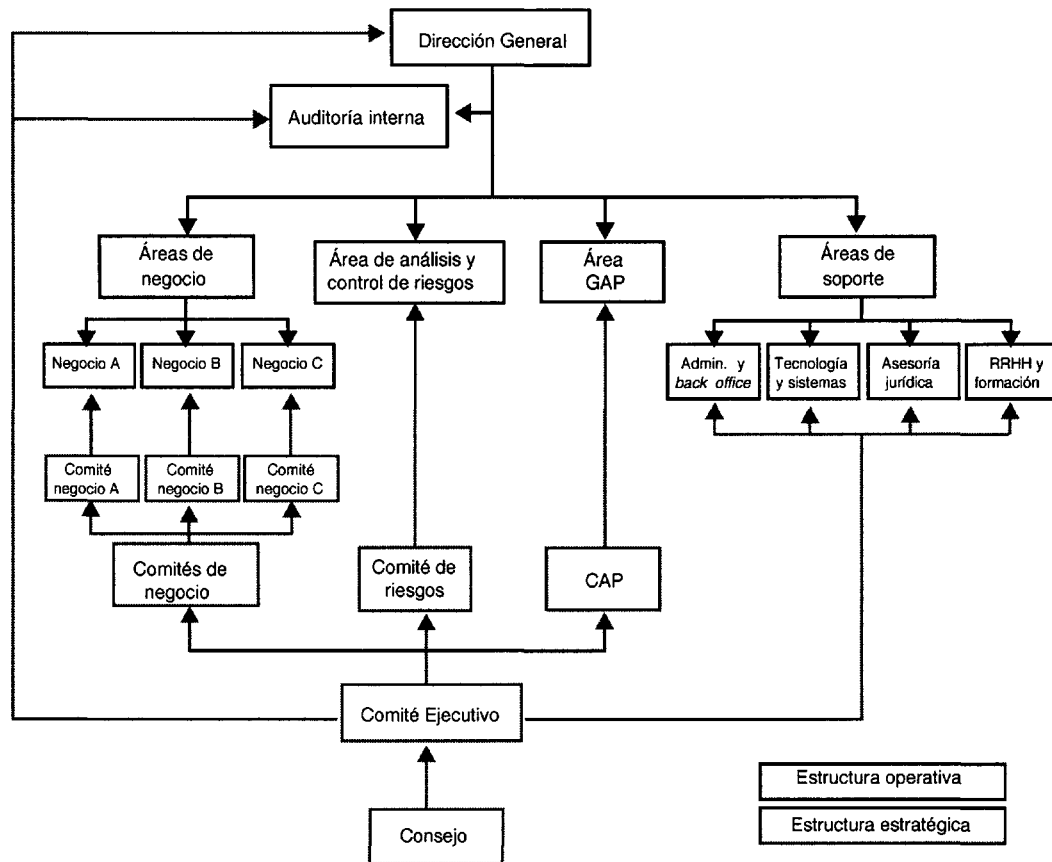 Dirección General
Auditoría interna
Áreas de
negocio
Área de análisis y
control de riesgos
Área
GAP
Áreas de
soporte
Negocio A
Negocio B
Negocio C
Admin. y
back office
Tecnología
y sistemas
Asesoría
jurídica
RRHH y
formación
Comité
negocio A
Comité
negocio B
Comité
negocio C
Comités de
negocio
Comité de
riesgos
CAP
Comité Ejecutivo
Consejo
Estructura operativa
Estructura estratégica